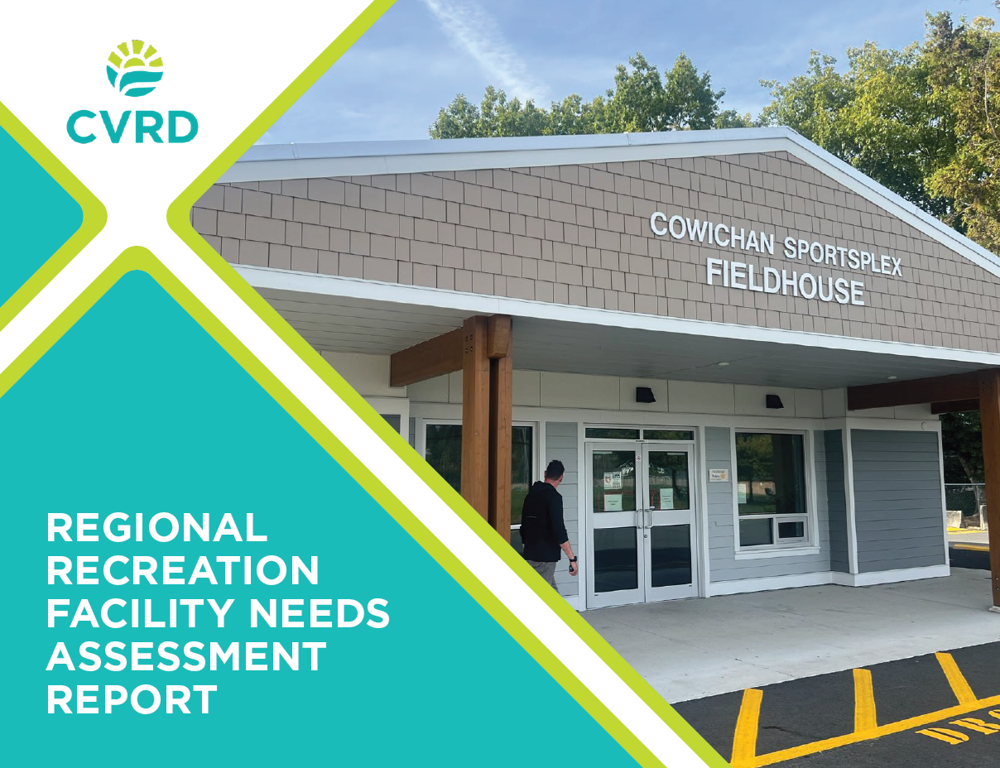 CVRD
COWICHAN SPORTSPLEX
FIELDHOUSE
REGIONAL
RECREATION
FACILITY NEEDS
ASSESSMENT
REPORT